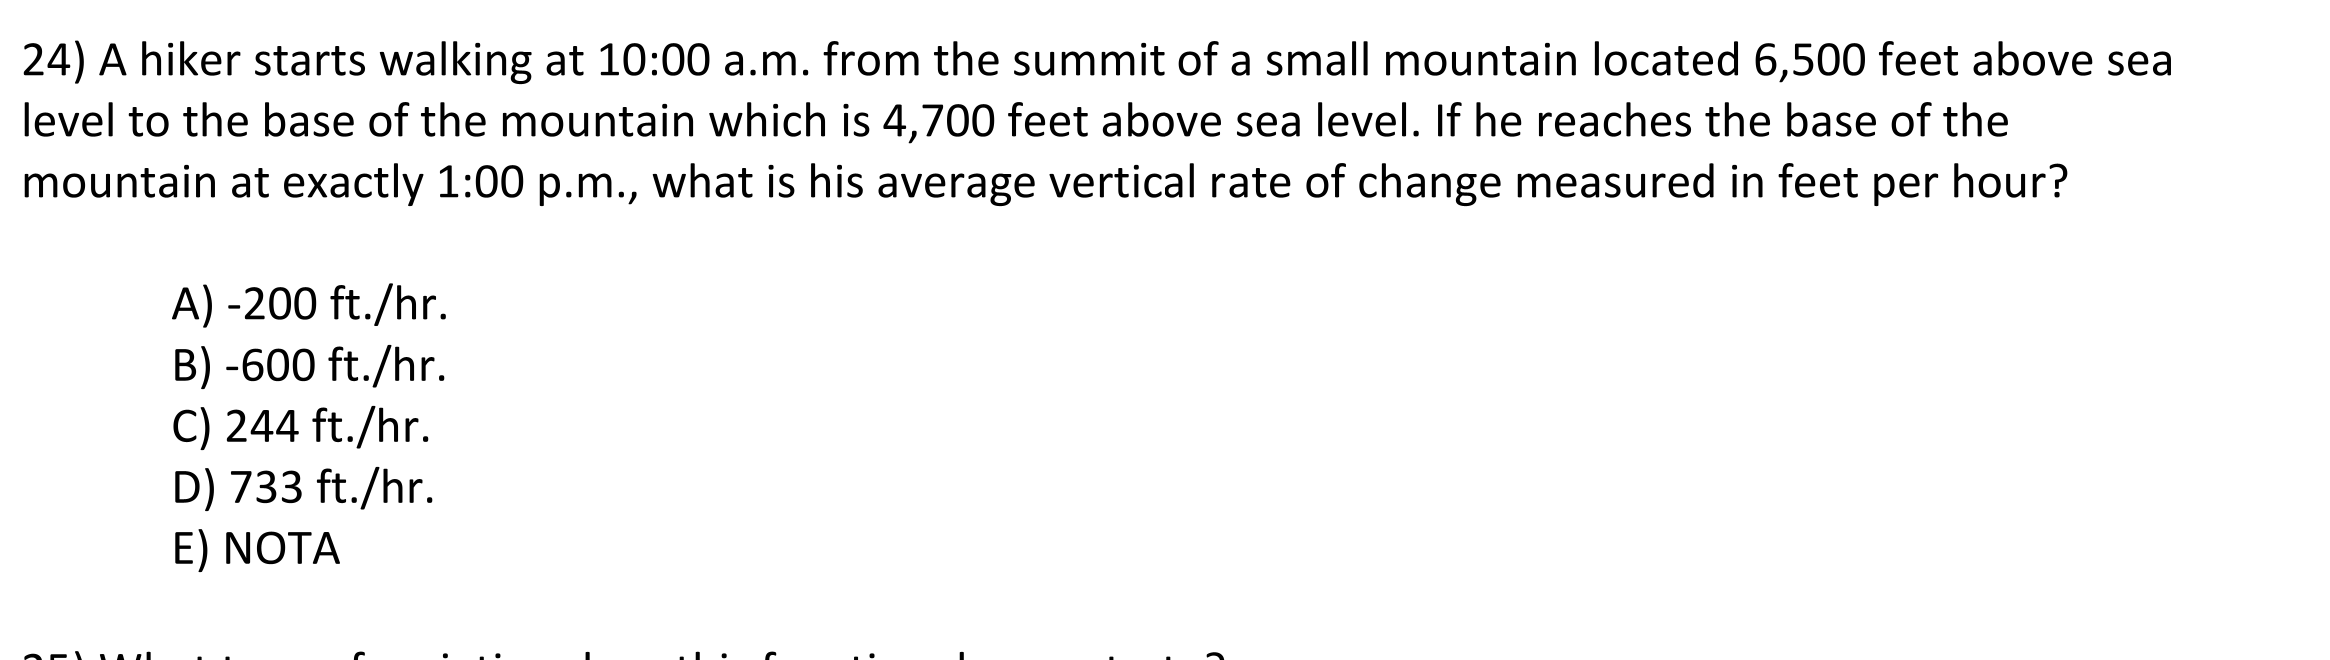 24) A hiker starts walking at 10:00 a.m. from the summit of a small mountain located 6,500 feet above sea
level to the base of the mountain which is 4,700 feet above sea level. If he reaches the base of the
mountain at exactly 1:00 p.m., what is his average vertical rate of change measured in feet per hour?
A) -200 ft./hr.
B) -600 ft./hr.
C) 244 ft./hr.
D) 733 ft./hr.
E) NOTA